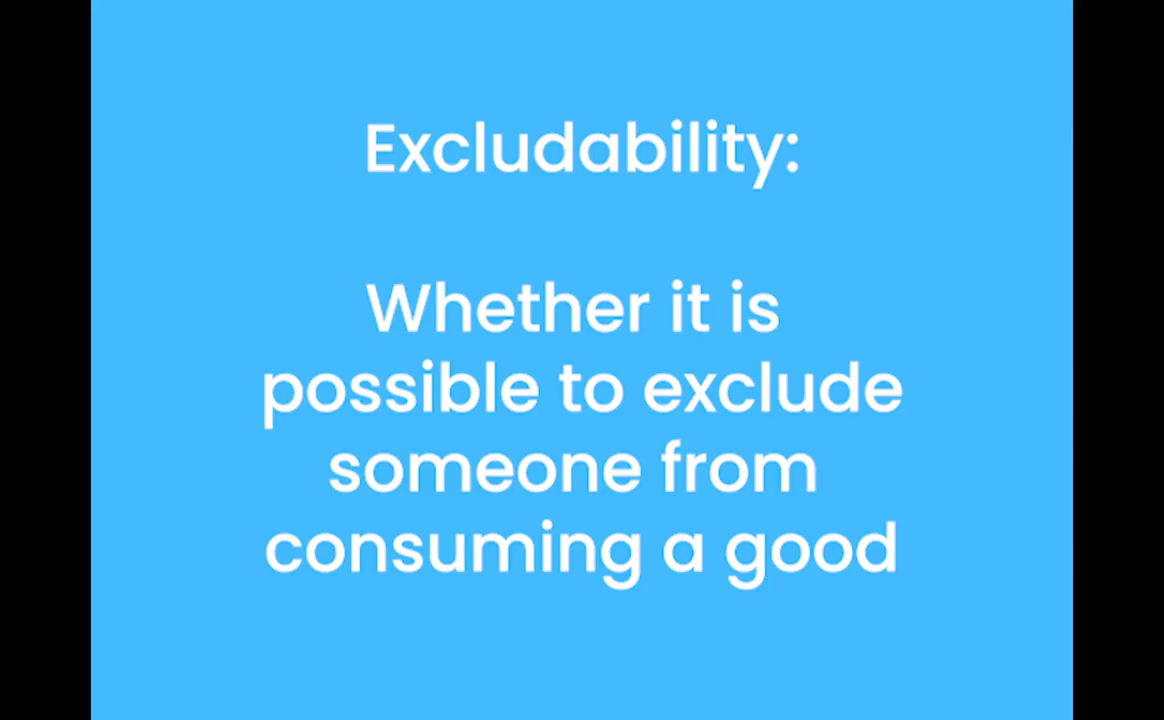 Excludability:
Whether it is
possible to exclude
someone from
consuming a good